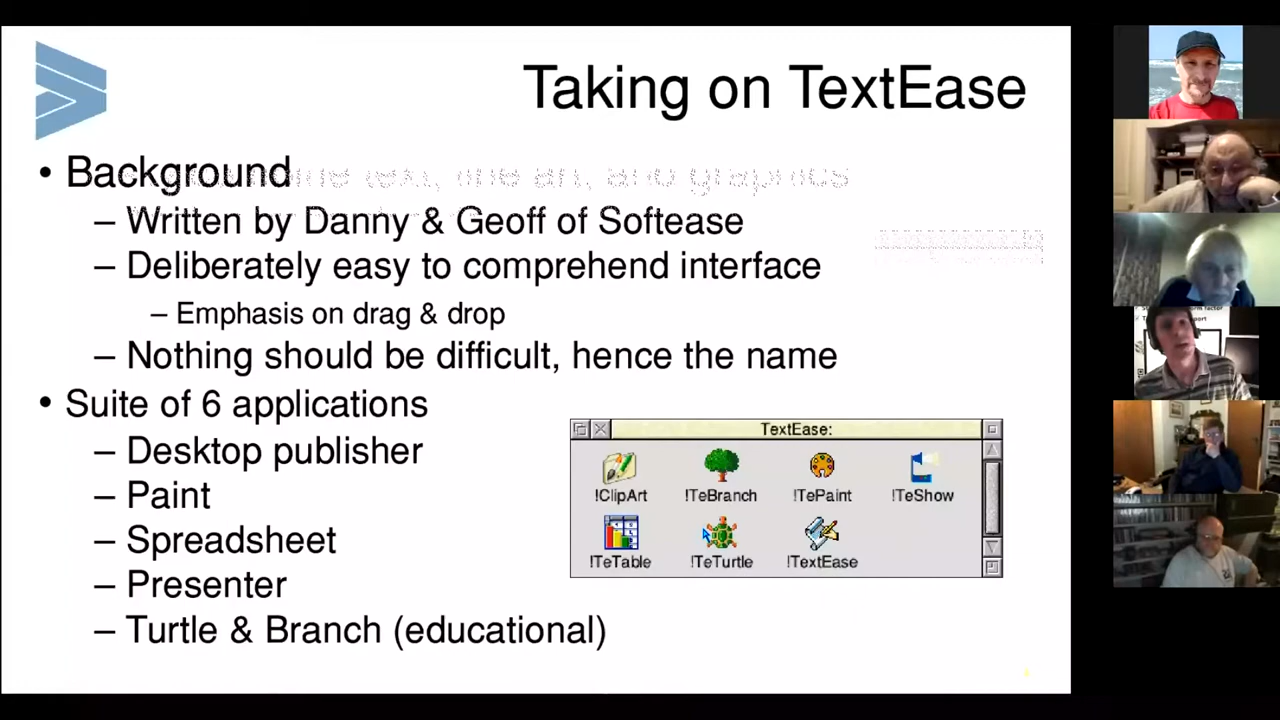 Taking on TextEase
• Background
– Written by Danny & Geoff of Softease
– Deliberately easy to comprehend interface
– Emphasis on drag & drop
– Nothing should be difficult, hence the name
• Suite of 6 applications
– Desktop publisher
– Paint
– Spreadsheet
– Presenter
– Turtle & Branch (educational)
TextEase:
!ClipArt !TeBranch !TePaint !TeShow
!TeTable !TeTurtle !TextEase